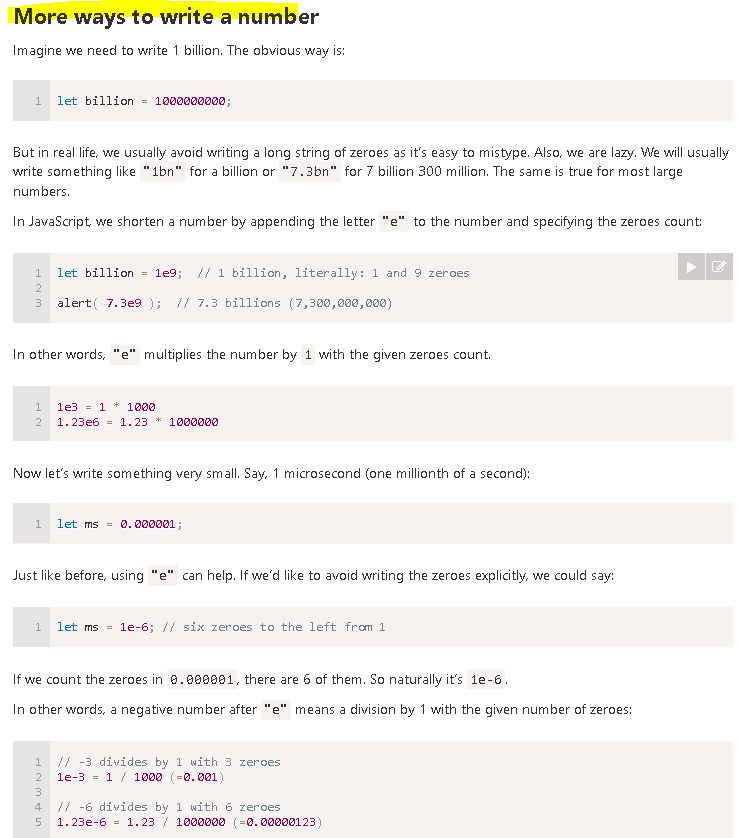 More ways to write a number
Imagine we need to write 1 billion. The obvious way is:
1 let billion = 1000000000;
But in real life, we usually avoid writing a long string of zeroes as it's easy to mistype. Also, we are lazy. We will usually
write something like "1bn" for a billion or "7.3bn" for 7 billion 300 million. The same is true for most large
numbers.
In JavaScript, we shorten a number by appending the letter "e" to the number and specifying the zeroes count:
1 let billion = 1e9;  // 1 billion, literally: 1 and 9 zeroes
2
3 alert( 7.3e9 );  // 7.3 billions (7,300,000,000)
In other words, "e" multiplies the number by 1 with the given zeroes count.
1 1e3 = 1 * 1000
2 1.23e6 = 1.23 * 1000000
Now let's write something very small. Say, 1 microsecond (one millionth of a second):
1 let ms = 0.000001;
Just like before, using "e" can help. If we'd like to avoid writing the zeroes explicitly, we could say:
1 let ms = 1e-6; // six zeroes to the left from 1
If we count the zeroes in 0.000001, there are 6 of them. So naturally it's 1e-6.
In other words, a negative number after "e" means a division by 1 with the given number of zeroes:
1 // -3 divides by 1 with 3 zeroes
2 1e-3 = 1 / 1000 (=0.001)
3
4 // -6 divides by 1 with 6 zeroes
5 1.23e-6 = 1.23 / 1000000 (=0.00000123)